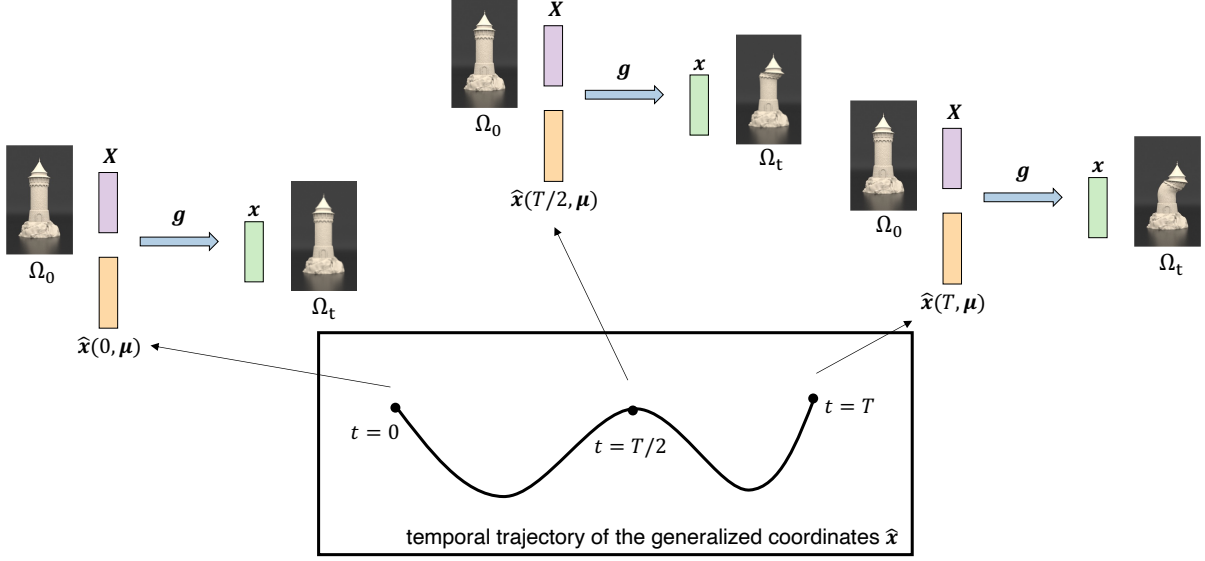 X
g
x
Ω₀
Ωₜ
x̂(0, μ)
X
g
x
Ω₀
Ωₜ
x̂(T/2, μ)
X
g
x
Ω₀
Ωₜ
x̂(T, μ)
t = 0
t = T/2
t = T
temporal trajectory of the generalized coordinates x̂